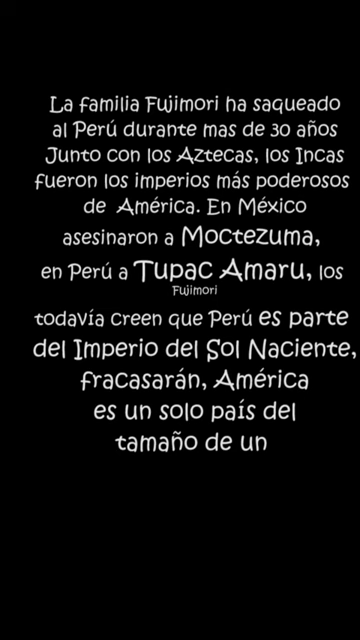 La familia Fujimori ha saqueado
al Perú durante mas de 30 años
Junto con los Aztecas, los Incas
fueron los imperios más poderosos
de América. En México
asesinaron a Moctezuma,
en Perú a Tupac Amaru, los
Fujimori
todavía creen que Perú es parte
del Imperio del Sol Naciente,
fracasarán, América
es un solo país del
tamaño de un